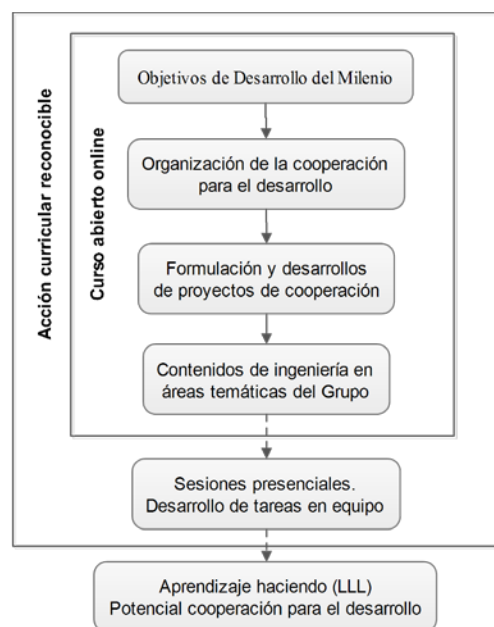 Acción curricular reconocible
Curso abierto online
Objetivos de Desarrollo del Milenio
Organización de la cooperación
para el desarrollo
Formulación y desarrollos
de proyectos de cooperación
Contenidos de ingeniería en
áreas temáticas del Grupo
Sesiones presenciales.
Desarrollo de tareas en equipo
Aprendizaje haciendo (LLL)
Potencial cooperación para el desarrollo